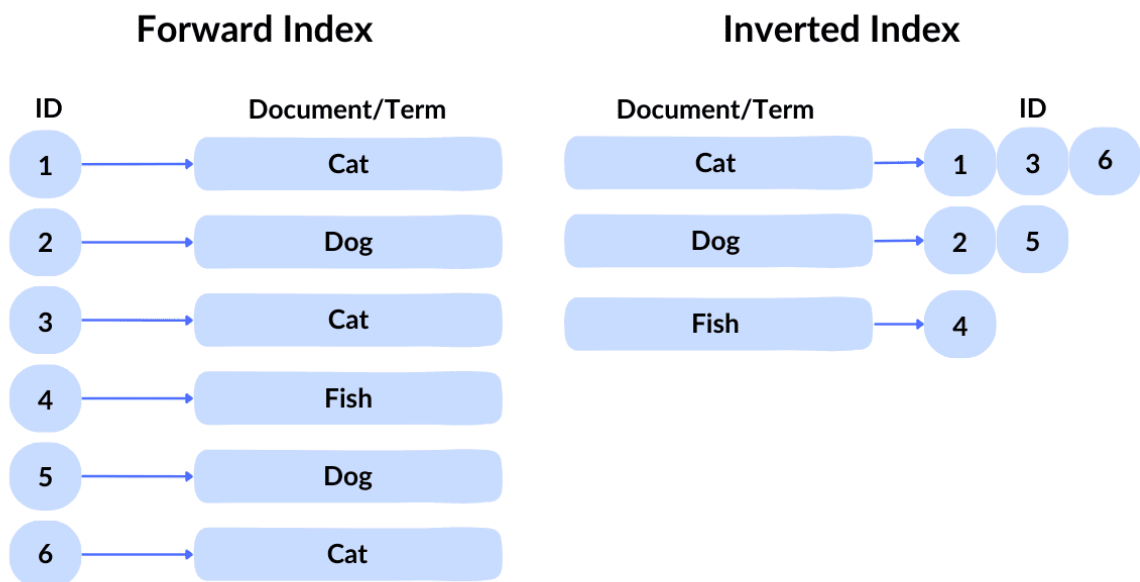 Forward Index
ID Document/Term
1 Cat
2 Dog
3 Cat
4 Fish
5 Dog
6 Cat
Inverted Index
Document/Term ID
Cat 1 3 6
Dog 2 5
Fish 4